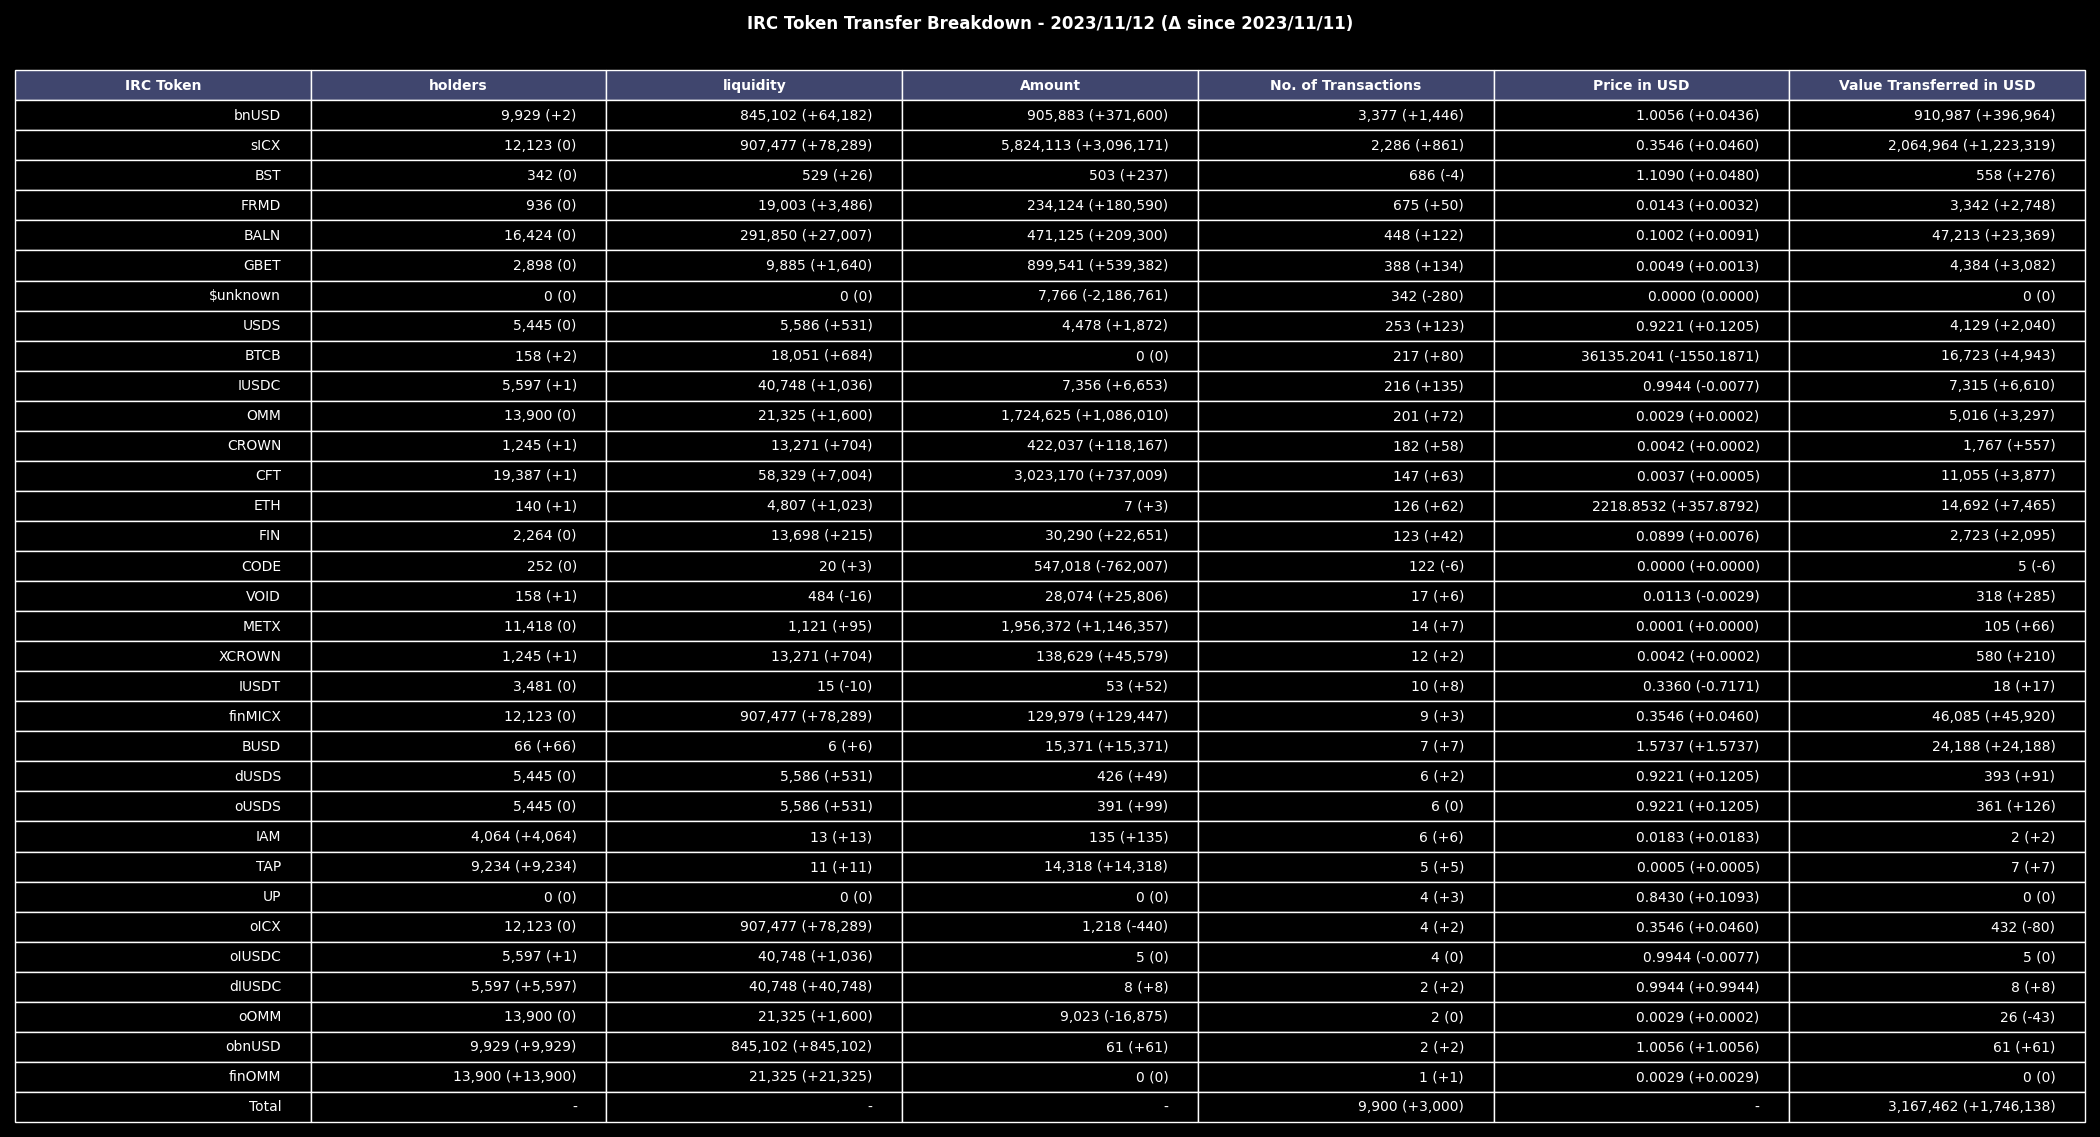 IRC Token Transfer Breakdown - 2023/11/12 (Δ since 2023/11/11)
IRC Token holders liquidity Amount No. of Transactions Price in USD Value Transferred in USD
bnUSD 9,929 (+2) 845,102 (+64,182) 905,883 (+371,600) 3,377 (+1,446) 1.0056 (+0.0436) 910,987 (+396,964)
sICX 12,123 (0) 907,477 (+78,289) 5,824,113 (+3,096,171) 2,286 (+861) 0.3546 (+0.0460) 2,064,964 (+1,223,319)
BST 342 (0) 529 (+26) 503 (+237) 686 (-4) 1.1090 (+0.0480) 558 (+276)
FRMD 936 (0) 19,003 (+3,486) 234,124 (+180,590) 675 (+50) 0.0143 (+0.0032) 3,342 (+2,748)
BALN 16,424 (0) 291,850 (+27,007) 471,125 (+209,300) 448 (+122) 0.1002 (+0.0091) 47,213 (+23,369)
GBET 2,898 (0) 9,885 (+1,640) 899,541 (+539,382) 388 (+134) 0.0049 (+0.0013) 4,384 (+3,082)
$unknown 0 (0) 0 (0) 7,766 (-2,186,761) 342 (-280) 0.0000 (0.0000) 0 (0)
USDS 5,445 (0) 5,586 (+531) 4,478 (+1,872) 253 (+123) 0.9221 (+0.1205) 4,129 (+2,040)
BTCB 158 (+2) 18,051 (+684) 0 (0) 217 (+80) 36135.2041 (-1550.1871) 16,723 (+4,943)
IUSDC 5,597 (+1) 40,748 (+1,036) 7,356 (+6,653) 216 (+135) 0.9944 (-0.0077) 7,315 (+6,610)
OMM 13,900 (0) 21,325 (+1,600) 1,724,625 (+1,086,010) 201 (+72) 0.0029 (+0.0002) 5,016 (+3,297)
CROWN 1,245 (+1) 13,271 (+704) 422,037 (+118,167) 182 (+58) 0.0042 (+0.0002) 1,767 (+557)
CFT 19,387 (+1) 58,329 (+7,004) 3,023,170 (+737,009) 147 (+63) 0.0037 (+0.0005) 11,055 (+3,877)
ETH 140 (+1) 4,807 (+1,023) 7 (+3) 126 (+62) 2218.8532 (+357.8792) 14,692 (+7,465)
FIN 2,264 (0) 13,698 (+215) 30,290 (+22,651) 123 (+42) 0.0899 (+0.0076) 2,723 (+2,095)
CODE 252 (0) 20 (+3) 547,018 (-762,007) 122 (-6) 0.0000 (+0.0000) 5 (-6)
VOID 158 (+1) 484 (-16) 28,074 (+25,806) 17 (+6) 0.0113 (-0.0029) 318 (+285)
METX 11,418 (0) 1,121 (+95) 1,956,372 (+1,146,357) 14 (+7) 0.0001 (+0.0000) 105 (+66)
XCROWN 1,245 (+1) 13,271 (+704) 138,629 (+45,579) 12 (+2) 0.0042 (+0.0002) 580 (+210)
IUSDT 3,481 (0) 15 (-10) 53 (+52) 10 (+8) 0.3360 (-0.7171) 18 (+17)
finMICX 12,123 (0) 907,477 (+78,289) 129,979 (+129,447) 9 (+3) 0.3546 (+0.0460) 46,085 (+45,920)
BUSD 66 (+66) 6 (+6) 15,371 (+15,371) 7 (+7) 1.5737 (+1.5737) 24,188 (+24,188)
dUSDS 5,445 (0) 5,586 (+531) 426 (+49) 6 (+2) 0.9221 (+0.1205) 393 (+91)
oUSDS 5,445 (0) 5,586 (+531) 391 (+99) 6 (0) 0.9221 (+0.1205) 361 (+126)
IAM 4,064 (+4,064) 13 (+13) 135 (+135) 6 (+6) 0.0183 (+0.0183) 2 (+2)
TAP 9,234 (+9,234) 11 (+11) 14,318 (+14,318) 5 (+5) 0.0005 (+0.0005) 7 (+7)
UP 0 (0) 0 (0) 0 (0) 4 (+3) 0.8430 (+0.1093) 0 (0)
oICX 12,123 (0) 907,477 (+78,289) 1,218 (-440) 4 (+2) 0.3546 (+0.0460) 432 (-80)
oIUSDC 5,597 (+1) 40,748 (+1,036) 5 (0) 4 (0) 0.9944 (-0.0077) 5 (0)
dIUSDC 5,597 (+5,597) 40,748 (+40,748) 8 (+8) 2 (+2) 0.9944 (+0.9944) 8 (+8)
oOMM 13,900 (0) 21,325 (+1,600) 9,023 (-16,875) 2 (0) 0.0029 (+0.0002) 26 (-43)
obnUSD 9,929 (+9,929) 845,102 (+845,102) 61 (+61) 2 (+2) 1.0056 (+1.0056) 61 (+61)
finOMM 13,900 (+13,900) 21,325 (+21,325) 0 (0) 1 (+1) 0.0029 (+0.0029) 0 (0)
Total - - - 9,900 (+3,000) - 3,167,462 (+1,746,138)